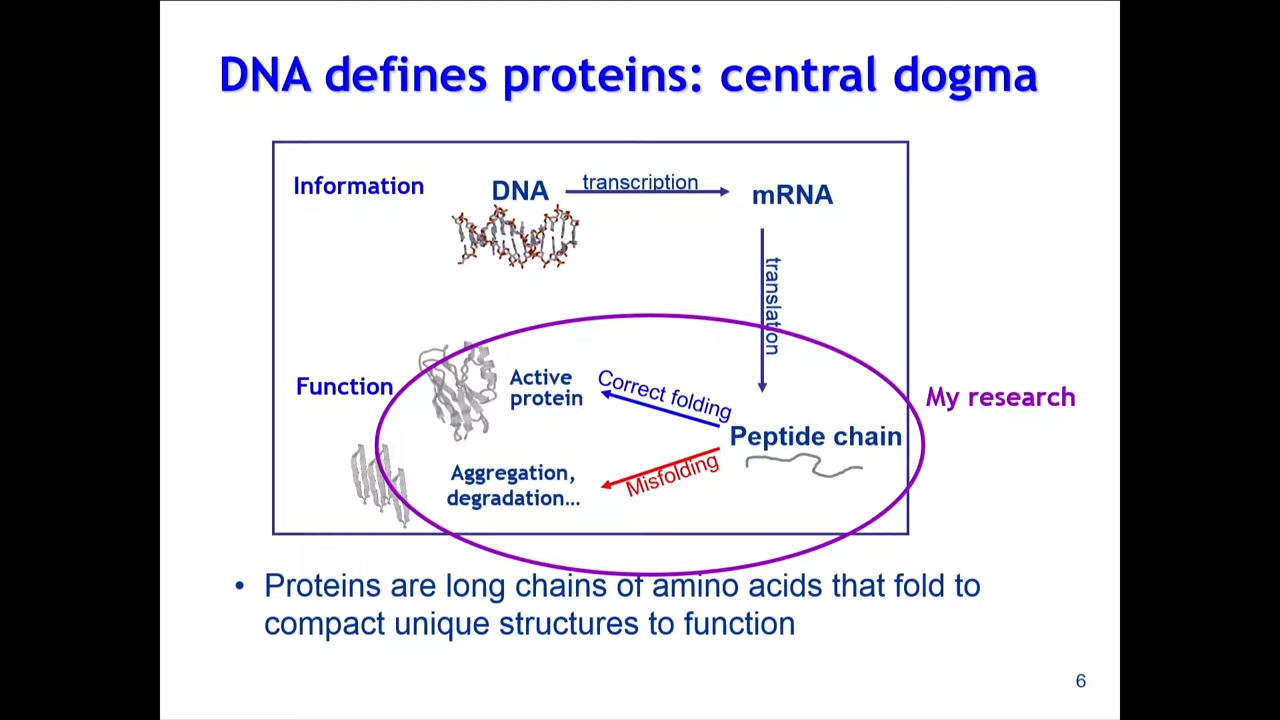 DNA defines proteins: central dogma
Information
DNA
transcription
mRNA
translation
Function
Active
protein
Correct folding
My research
Peptide chain
Misfolding
Aggregation,
degradation...
• Proteins are long chains of amino acids that fold to
compact unique structures to function
6